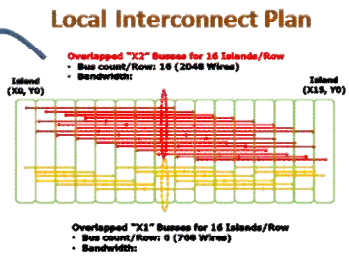 Local Interconnect Plan
Overlapped "X2" Busses for 16 Islands/Row
• Bus count/Row: 16 (2048 Wires)
• Bandwidth:
Island
(X0, Y0)
Island
(X15, Y0)
Overlapped "X1" Busses for 16 Islands/Row
• Bus count/Row: 6 (768 Wires)
• Bandwidth: